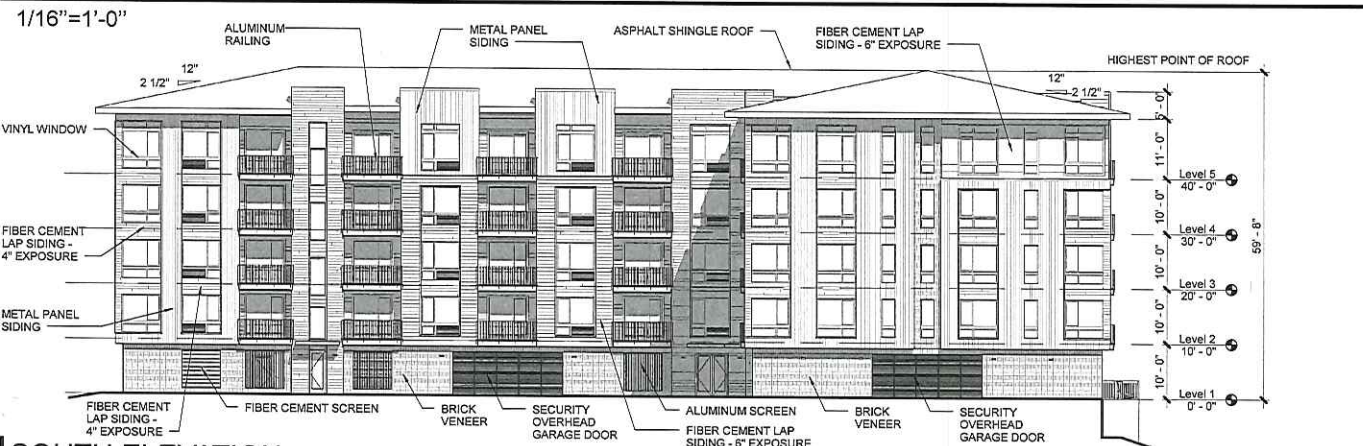 1/16"=1'-0"
ALUMINUM
RAILING
METAL PANEL
SIDING
ASPHALT SHINGLE ROOF
FIBER CEMENT LAP
SIDING - 6" EXPOSURE
HIGHEST POINT OF ROOF
12"
2 1/2"
12"
2 1/2"
VINYL WINDOW
FIBER CEMENT
LAP SIDING -
4" EXPOSURE
METAL PANEL
SIDING
11' - 0"
Level 5
40' - 0"
10' - 0"
Level 4
30' - 0"
59' - 8"
10' - 0"
Level 3
20' - 0"
10' - 0"
Level 2
10' - 0"
10' - 0"
Level 1
0' - 0"
FIBER CEMENT
LAP SIDING -
4" EXPOSURE
FIBER CEMENT SCREEN
BRICK
VENEER
SECURITY
OVERHEAD
GARAGE DOOR
ALUMINUM SCREEN
FIBER CEMENT LAP
SIDING - 6" EXPOSURE
BRICK
VENEER
SECURITY
OVERHEAD
GARAGE DOOR
SOUTH ELEVATION